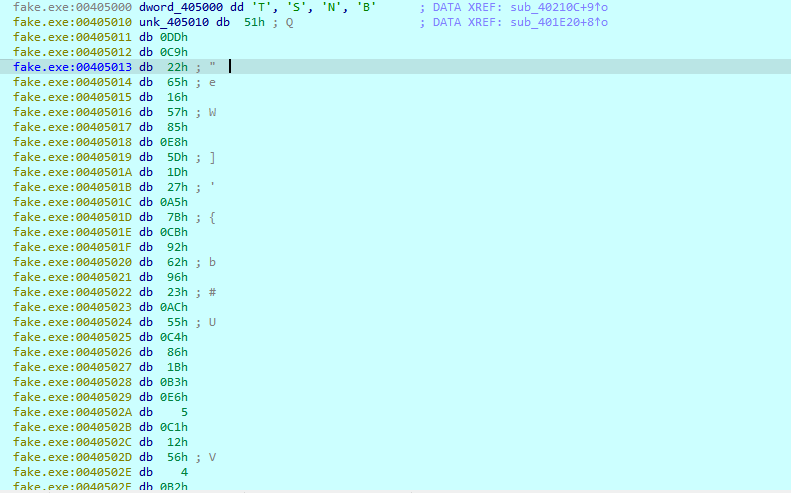 fake.exe:00405000 dword_405000 dd 'T', 'S', 'N', 'B' ; DATA XREF: sub_40210C+9↑o
fake.exe:00405010 unk_405010 db 51h ; Q ; DATA XREF: sub_401E20+8↑o
fake.exe:00405011 db 0DDh
fake.exe:00405012 db 0C9h
fake.exe:00405013 db 22h ; "
fake.exe:00405014 db 65h ; e
fake.exe:00405015 db 16h
fake.exe:00405016 db 57h ; W
fake.exe:00405017 db 85h
fake.exe:00405018 db 0E8h
fake.exe:00405019 db 5Dh ; ]
fake.exe:0040501A db 1Dh
fake.exe:0040501B db 27h ; '
fake.exe:0040501C db 0A5h
fake.exe:0040501D db 7Bh ; {
fake.exe:0040501E db 0CBh
fake.exe:0040501F db 92h
fake.exe:00405020 db 62h ; b
fake.exe:00405021 db 96h
fake.exe:00405022 db 23h ; #
fake.exe:00405023 db 0ACh
fake.exe:00405024 db 55h ; U
fake.exe:00405025 db 0C4h
fake.exe:00405026 db 86h
fake.exe:00405027 db 1Bh
fake.exe:00405028 db 0B3h
fake.exe:00405029 db 0E6h
fake.exe:0040502A db 5
fake.exe:0040502B db 0C1h
fake.exe:0040502C db 12h
fake.exe:0040502D db 56h ; V
fake.exe:0040502E db 4
fake.exe:0040502F db 0B2h